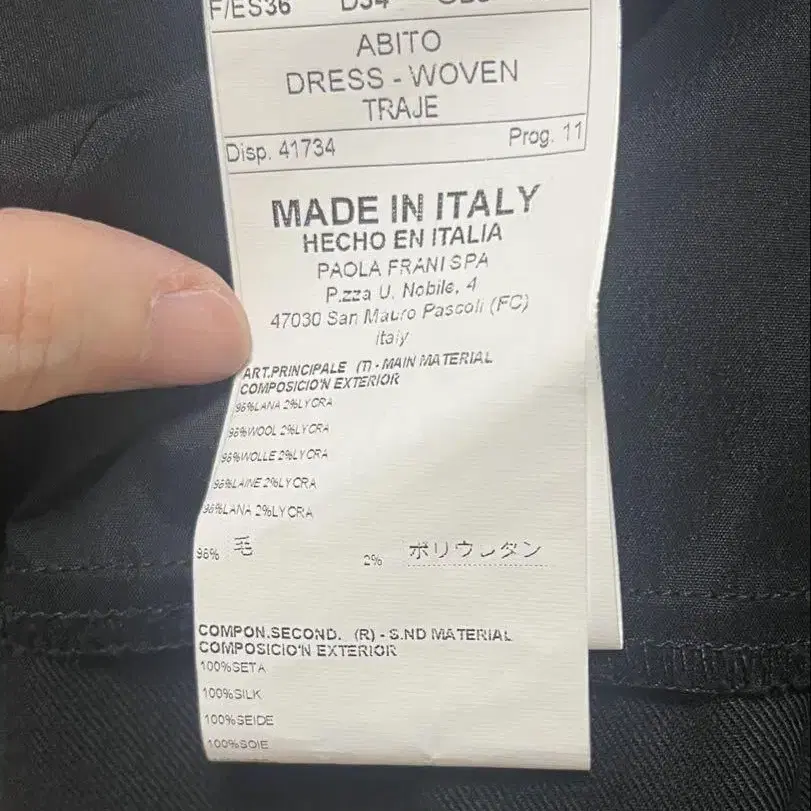 F/ES36 D34
ABITO
DRESS - WOVEN
TRAJE
Disp. 41734 Prog. 11
MADE IN ITALY
HECHO EN ITALIA
PAOLA FRANI SPA
P.zza U. Nobile, 4
47030 San Mauro Pascoli (FC)
Italy
ART.PRINCIPALE (T) - MAIN MATERIAL
COMPOSICIO'N EXTERIOR
98%LANA 2%LYCRA
98%WOOL 2%LYCRA
98%WOLLE 2%LYCRA
98%LAINE 2%LYCRA
98%LANA 2%LYCRA
98% 毛 2% ポリウレタン
COMPON.SECOND. (R) - S.ND MATERIAL
COMPOSICIO'N EXTERIOR
100%SETA
100%SILK
100%SEIDE
100%SOIE